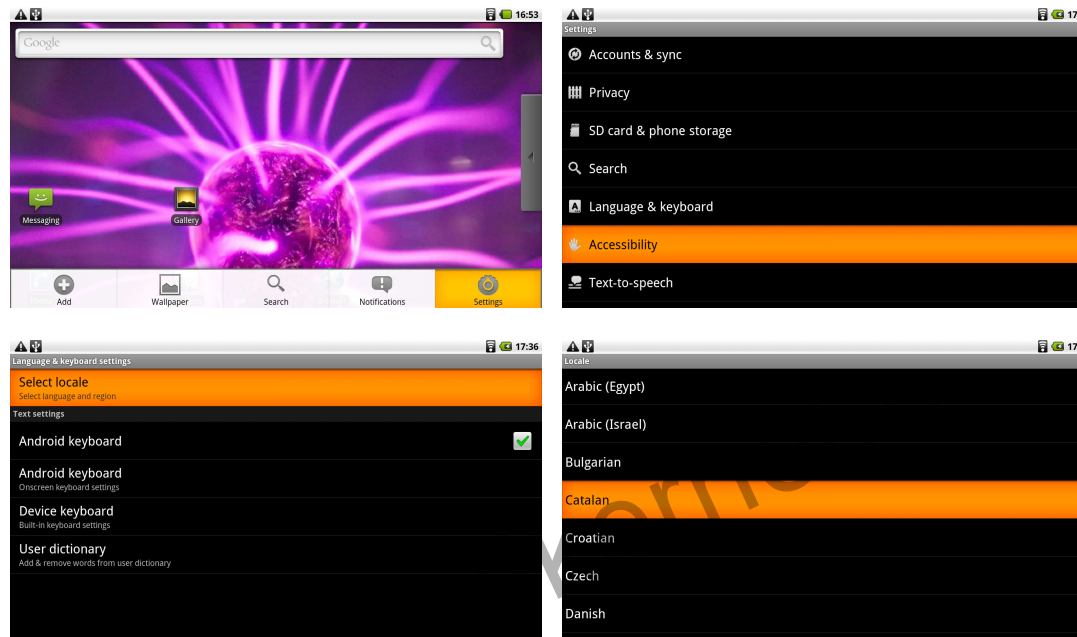 16:53
Google
Messaging
Gallery
Add
Wallpaper
Search
Notifications
Settings
17
Settings
Accounts & sync
Privacy
SD card & phone storage
Search
Language & keyboard
Accessibility
Text-to-speech
17:36
Language & keyboard settings
Select locale
Select language and region
Text settings
Android keyboard
Android keyboard
Onscreen keyboard settings
Device keyboard
Built-in keyboard settings
User dictionary
Add & remove words from user dictionary
17
Locale
Arabic (Egypt)
Arabic (Israel)
Bulgarian
Catalan
Croatian
Czech
Danish